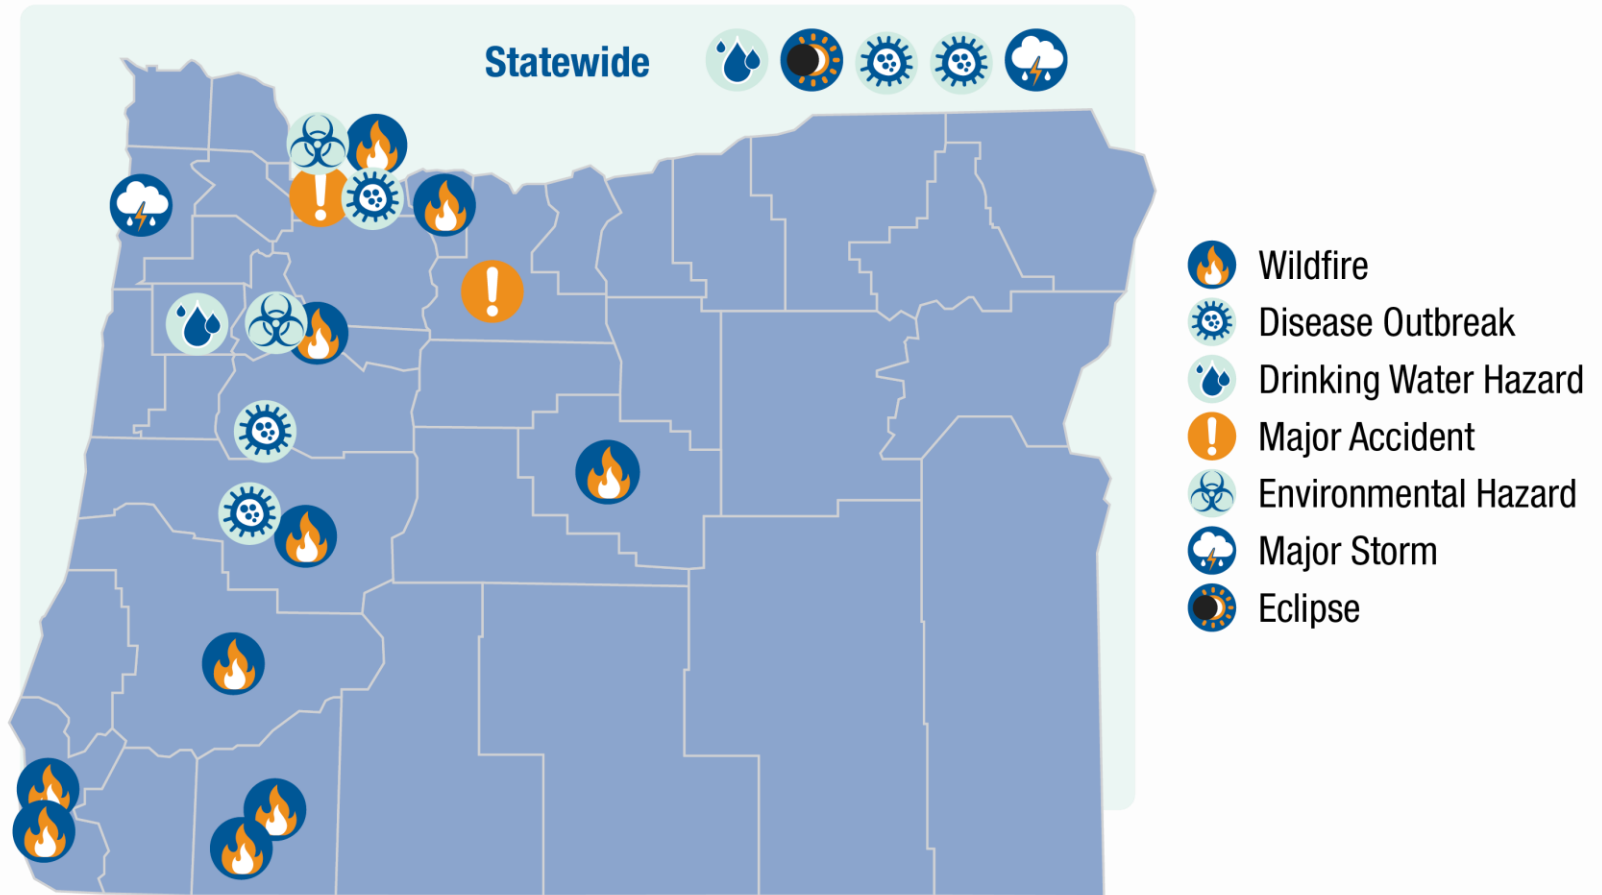 Statewide
Wildfire
Disease Outbreak
Drinking Water Hazard
Major Accident
Environmental Hazard
Major Storm
Eclipse